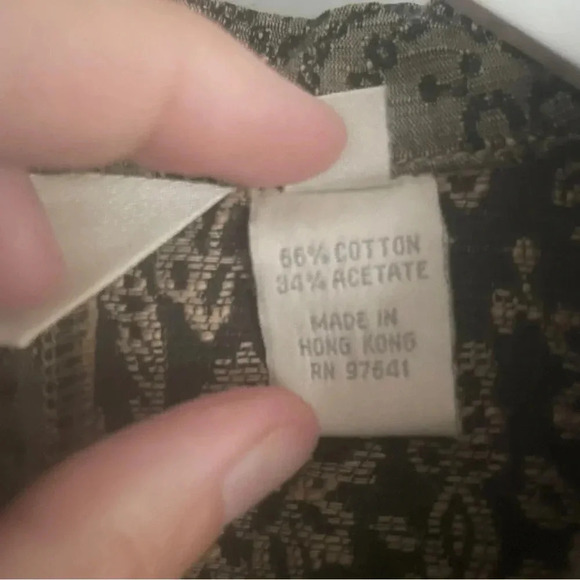 66% COTTON
34% ACETATE
MADE IN
HONG KONG
RN 97641